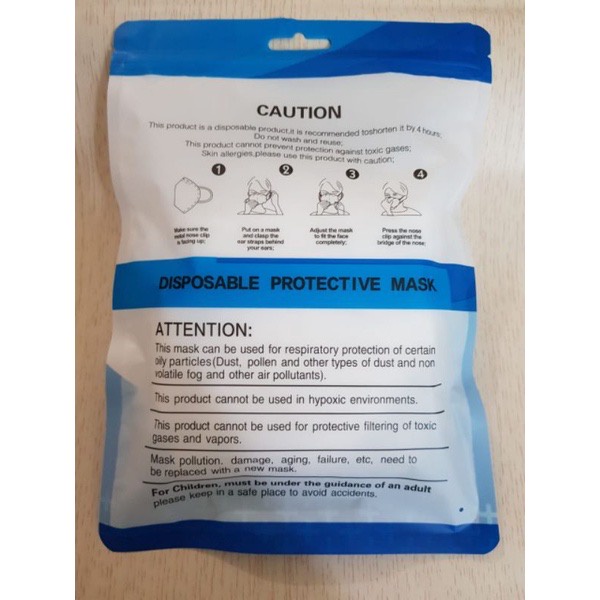 CAUTION
This product is a disposable product,it is recommended toshorten it by 4 hours;
Do not wash and reuse;
This product cannot prevent protection against toxic gases;
Skin allergies,please use this product with caution;
1 2 3 4
Make sure the
metal nose clip
is facing up;
Put on a mask
and clasp the
ear straps behind
your ears;
Adjust the mask
to fit the face
completely;
Press the nose
clip against the
bridge of the nose;
DISPOSABLE PROTECTIVE MASK
ATTENTION:
This mask can be used for respiratory protection of certain
oily particles(Dust, pollen and other types of dust and non
volatile fog and other air pollutants).
This product cannot be used in hypoxic environments.
This product cannot be used for protective filtering of toxic
gases and vapors.
Mask pollution. damage, aging, failure, etc, need to
be replaced with a new mask.
For Children, must be under the guidance of an adult
please keep in a safe place to avoid accidents.